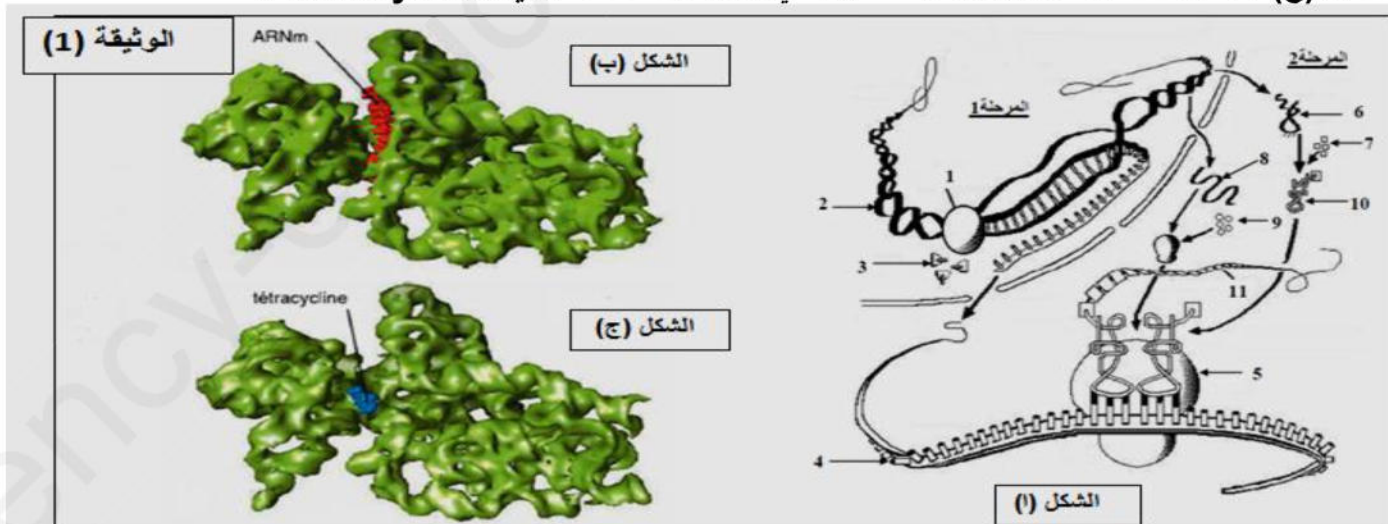 (1) الوثيقة
ARNm
الشكل (ب)
المرحلة2
المرحلة1
6
7
8
1
2
10
9
3
tétracycline
11
الشكل (ج)
5
4
الشكل (ا)